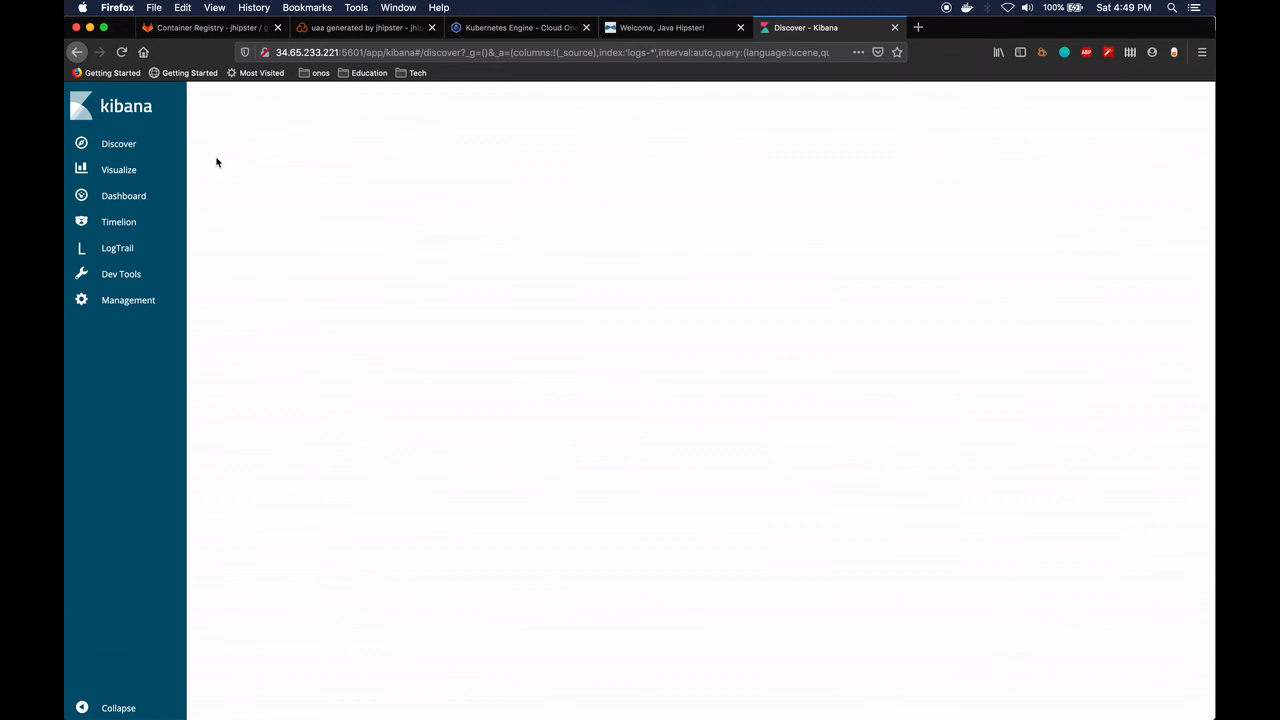 Firefox File Edit View History Bookmarks Tools Window Help 100% Sat 4:49 PM
Container Registry · jhipster / g uaa generated by jhipster · jhip Kubernetes Engine - Cloud Ono Welcome, Java Hipster! Discover - Kibana
34.65.233.221:5601/app/kibana#/discover?_g=()&_a=(columns:!(_source),index:'logs-*',interval:auto,query:(language:lucene,qu
Getting Started Getting Started Most Visited onos Education Tech
kibana
Discover
Visualize
Dashboard
Timelion
L LogTrail
Dev Tools
Management
Collapse